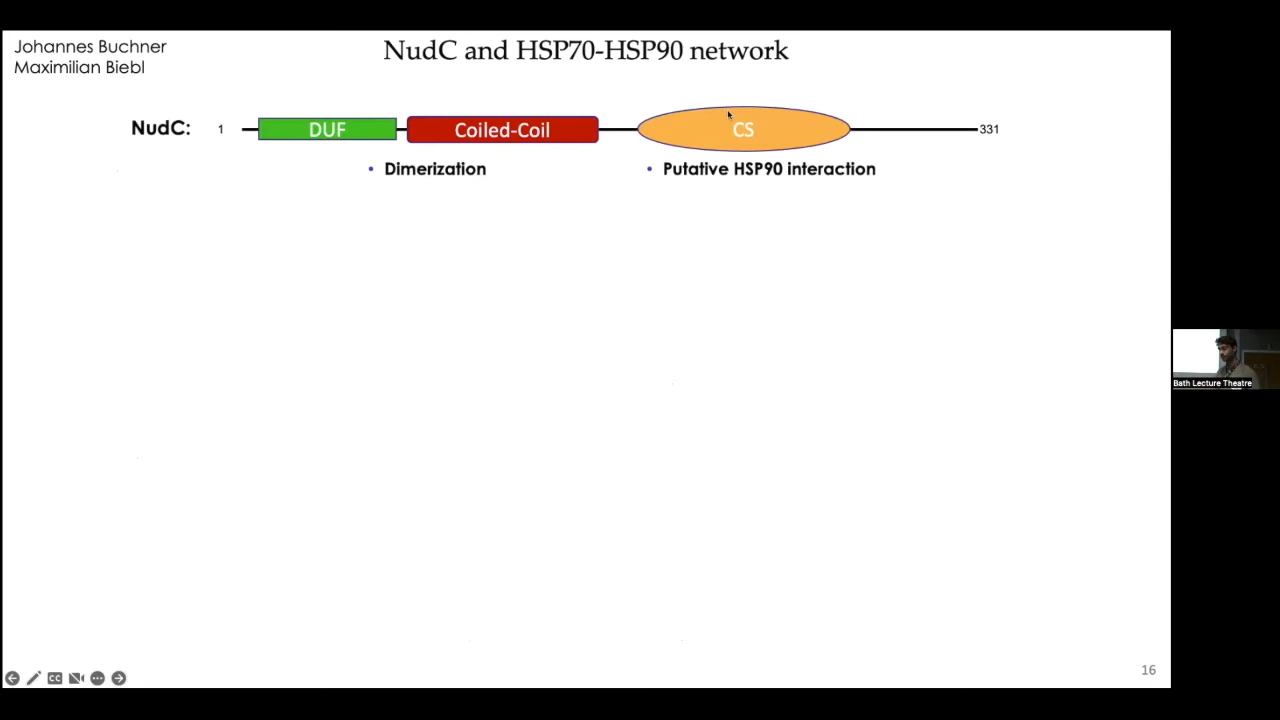 Johannes Buchner
Maximilian Biebl
NudC and HSP70-HSP90 network
NudC: 1 DUF Coiled-Coil CS 331
• Dimerization • Putative HSP90 interaction
Bath Lecture Theatre
CC
16